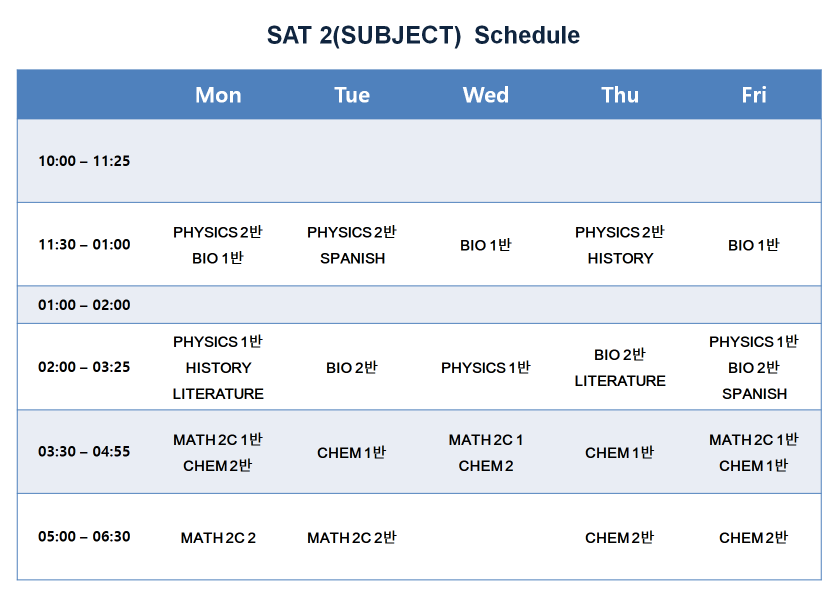 SAT 2(SUBJECT) Schedule
Mon Tue Wed Thu Fri
10:00 – 11:25
11:30 – 01:00
PHYSICS 2반
BIO 1반
PHYSICS 2반
SPANISH
BIO 1반
PHYSICS 2반
HISTORY
BIO 1반
01:00 – 02:00
02:00 – 03:25
PHYSICS 1반
HISTORY
LITERATURE
BIO 2반
PHYSICS 1반
BIO 2반
LITERATURE
PHYSICS 1반
BIO 2반
SPANISH
03:30 – 04:55
MATH 2C 1반
CHEM 2반
CHEM 1반
MATH 2C 1
CHEM 2
CHEM 1반
MATH 2C 1반
CHEM 1반
05:00 – 06:30
MATH 2C 2
MATH 2C 2반
CHEM 2반
CHEM 2반